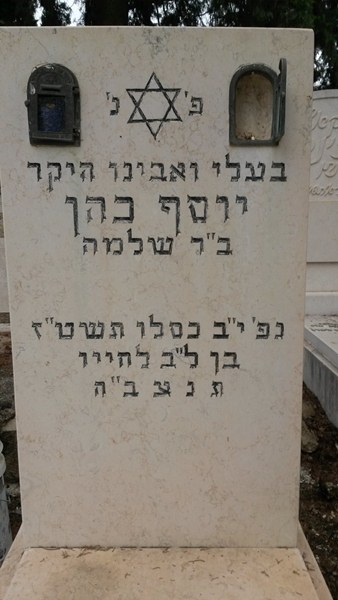 פ' נ'
בעלי ואבינו היקר
יוסף כהן
ב"ר שלמה
נפ' י"ב כסלו תשט"ז
בן ל"ב לחייו
ת נ צ ב "ה